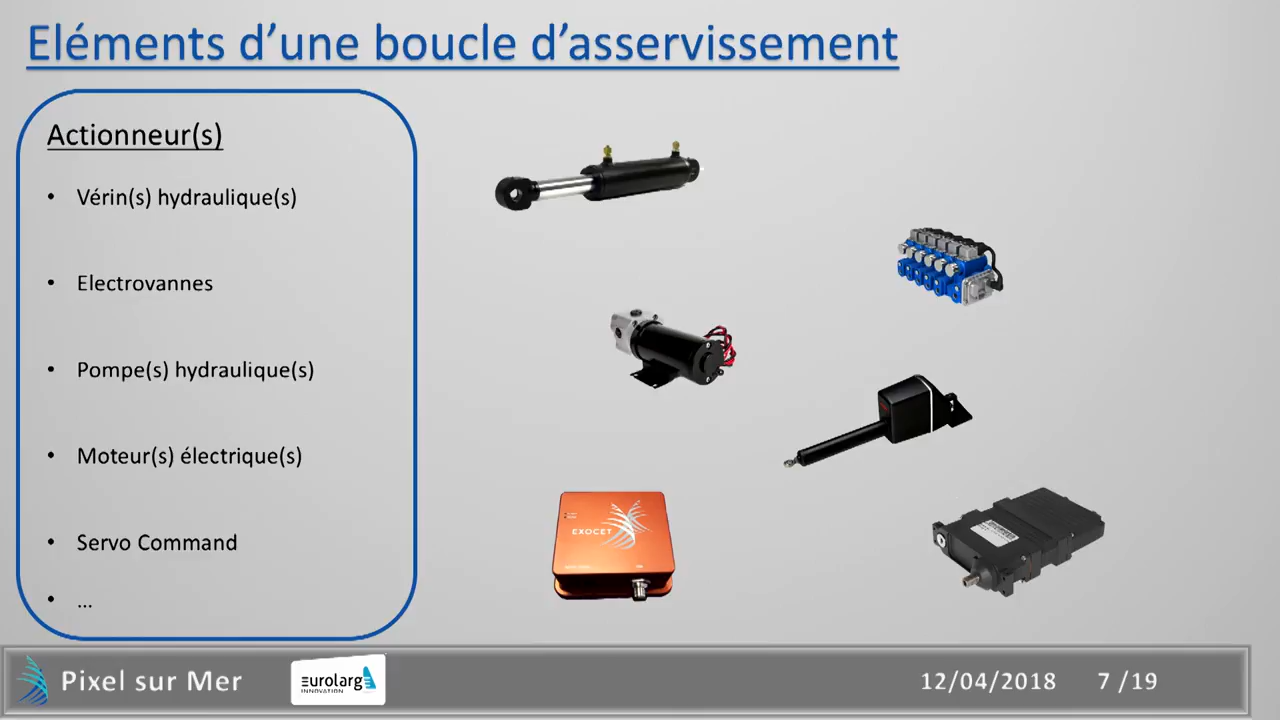 Eléments d’une boucle d’asservissement
Actionneur(s)
• Vérin(s) hydraulique(s)
• Electrovannes
• Pompe(s) hydraulique(s)
• Moteur(s) électrique(s)
• Servo Command
• ...
EXOCET
Pixel sur Mer
eurolarg
INNOVATION
12/04/2018
7 /19